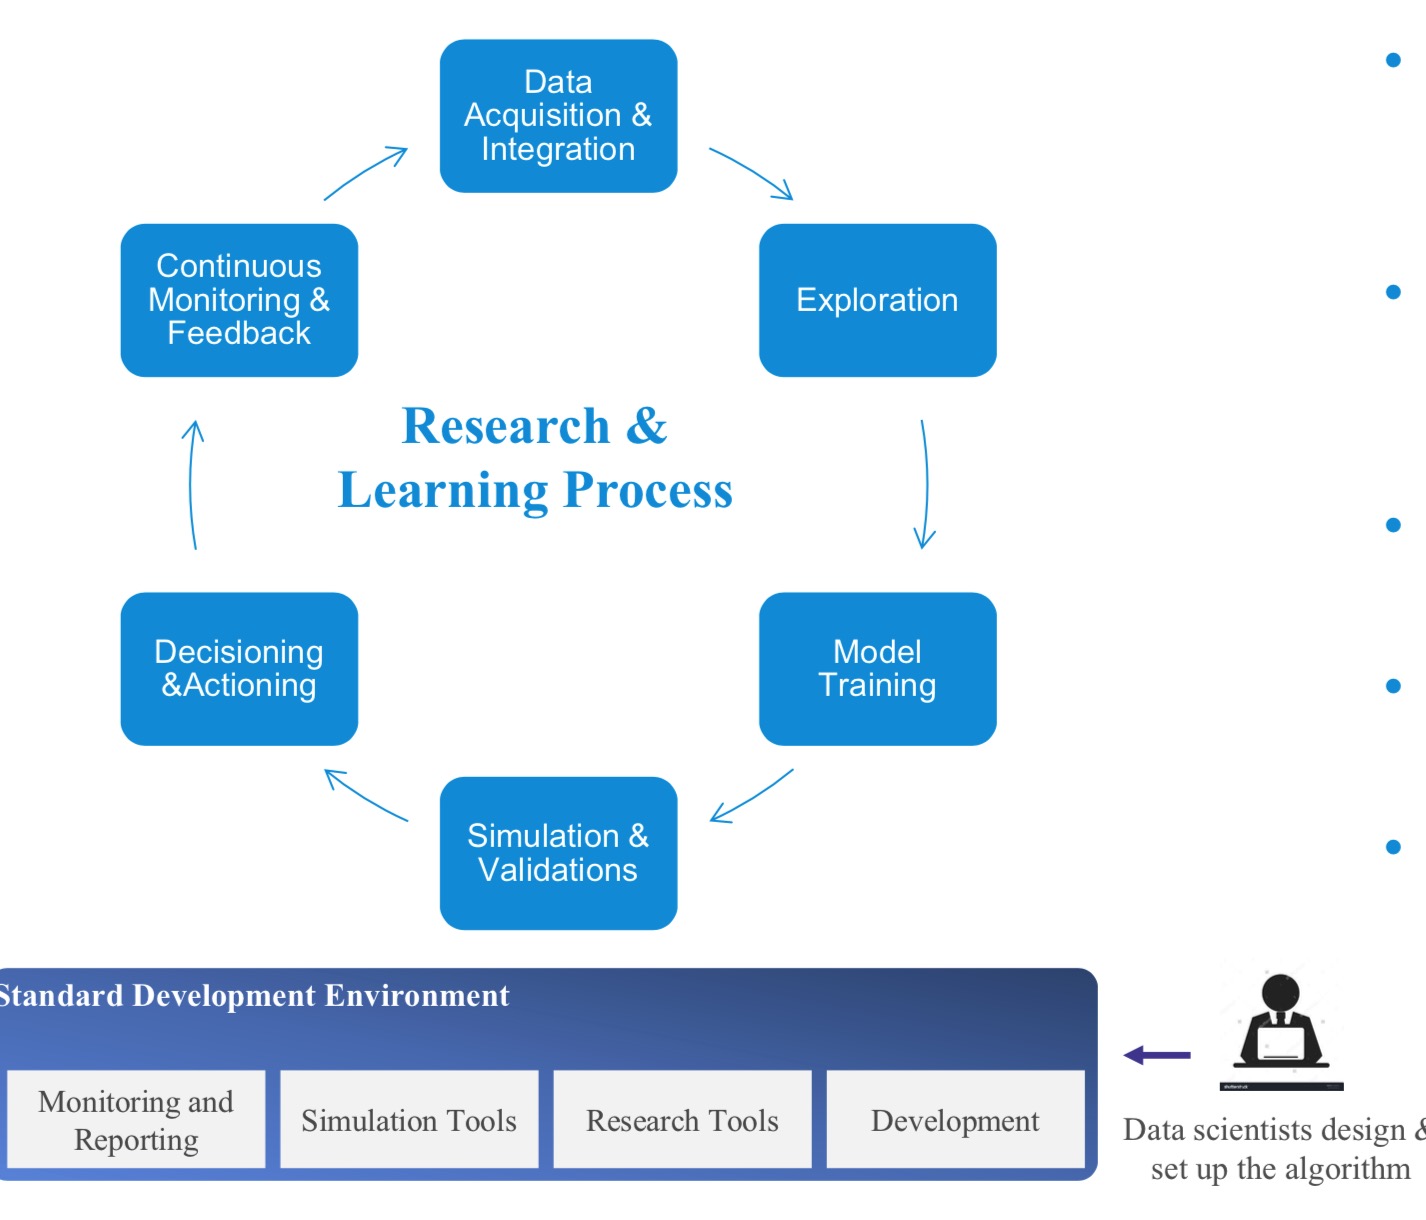 Data
Acquisition &
Integration
Continuous
Monitoring &
Feedback
Exploration
Research &
Learning Process
Decisioning
&Actioning
Model
Training
Simulation &
Validations
Standard Development Environment
Monitoring and
Reporting
Simulation Tools
Research Tools
Development
Data scientists design &
set up the algorithm